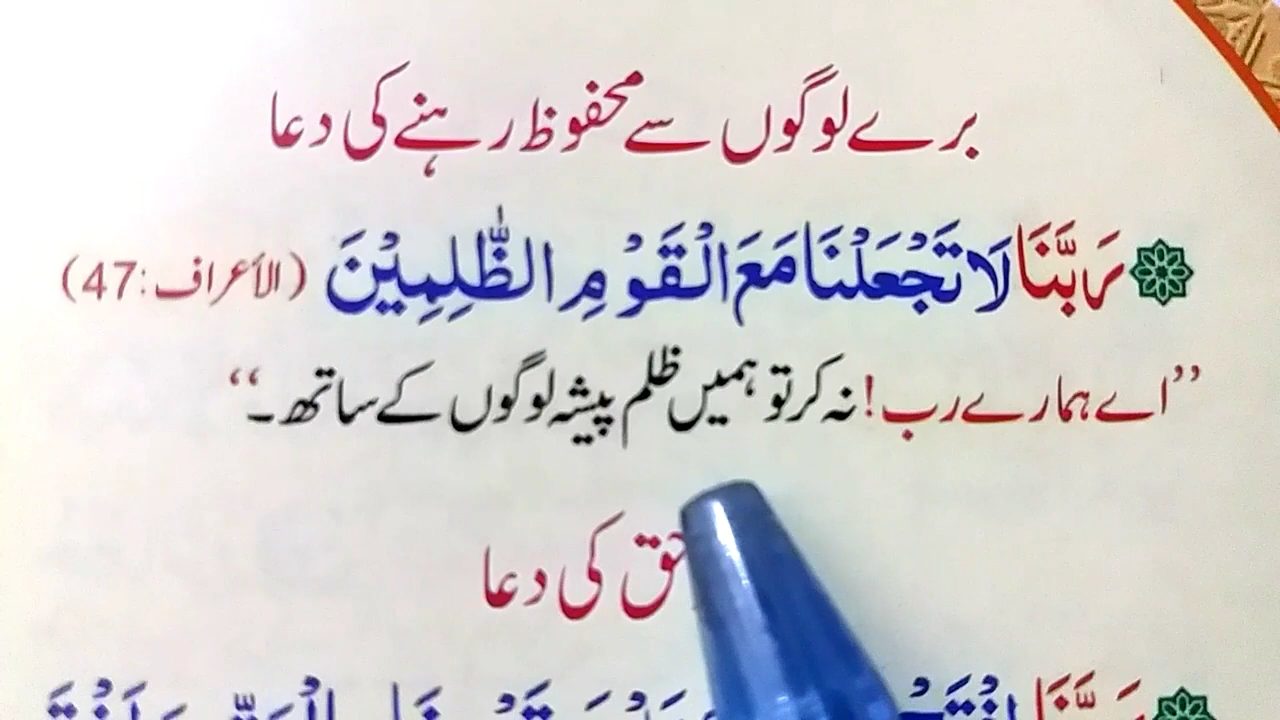 برے لوگوں سے محفوظ رہنے کی دعا
رَبَّنَا لَا تَجْعَلْنَا مَعَ الْقَوْمِ الظّٰلِمِيْنَ (الأعراف:47)
’’اے ہمارے رب! نہ کر تو ہمیں ظلم پیشہ لوگوں کے ساتھ۔‘‘
کی دعا
رَبَّنَا